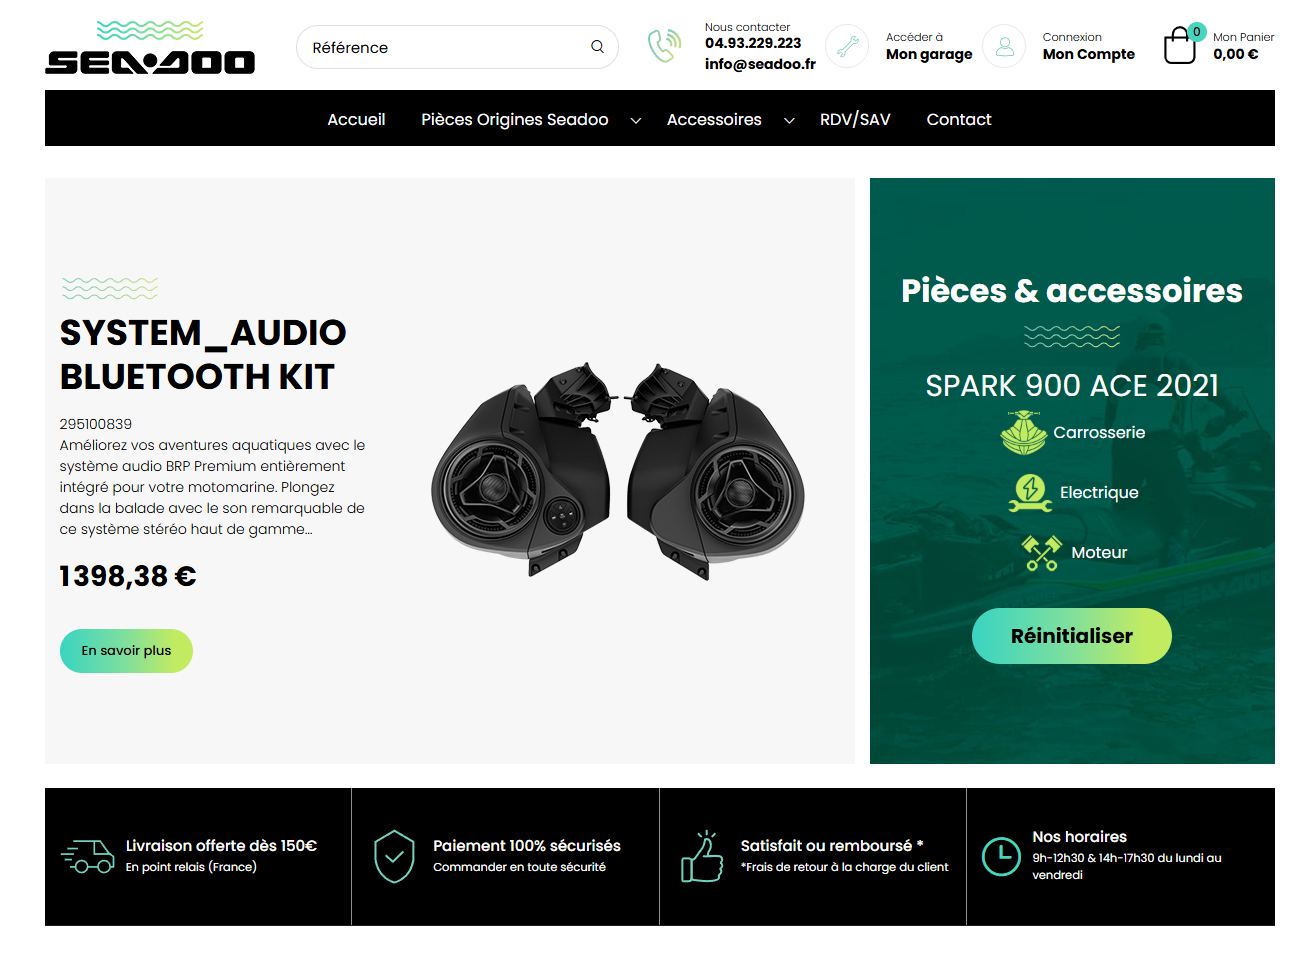 SEA-DOO
Référence
Nous contacter
04.93.229.223
info@seadoo.fr
Accéder à
Mon garage
Connexion
Mon Compte
0
Mon Panier
0,00 €
Accueil
Pièces Origines Seadoo
Accessoires
RDV/SAV
Contact
SYSTEM_AUDIO
BLUETOOTH KIT
295100839
Améliorez vos aventures aquatiques avec le
système audio BRP Premium entièrement
intégré pour votre motomarine. Plongez
dans la balade avec le son remarquable de
ce système stéréo haut de gamme...
1 398,38 €
En savoir plus
Pièces & accessoires
SPARK 900 ACE 2021
Carrosserie
Electrique
Moteur
Réinitialiser
Livraison offerte dès 150€
En point relais (France)
Paiement 100% sécurisés
Commander en toute sécurité
Satisfait ou remboursé *
*Frais de retour à la charge du client
Nos horaires
9h-12h30 & 14h-17h30 du lundi au
vendredi